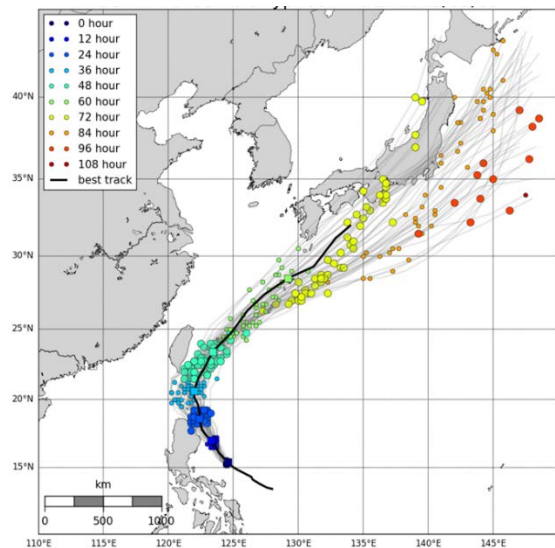 0 hour
12 hour
24 hour
36 hour
48 hour
60 hour
72 hour
84 hour
96 hour
108 hour
best track
40°N
35°N
30°N
25°N
20°N
15°N
km
0 500 1000
110°E 115°E 120°E 125°E 130°E 135°E 140°E 145°E